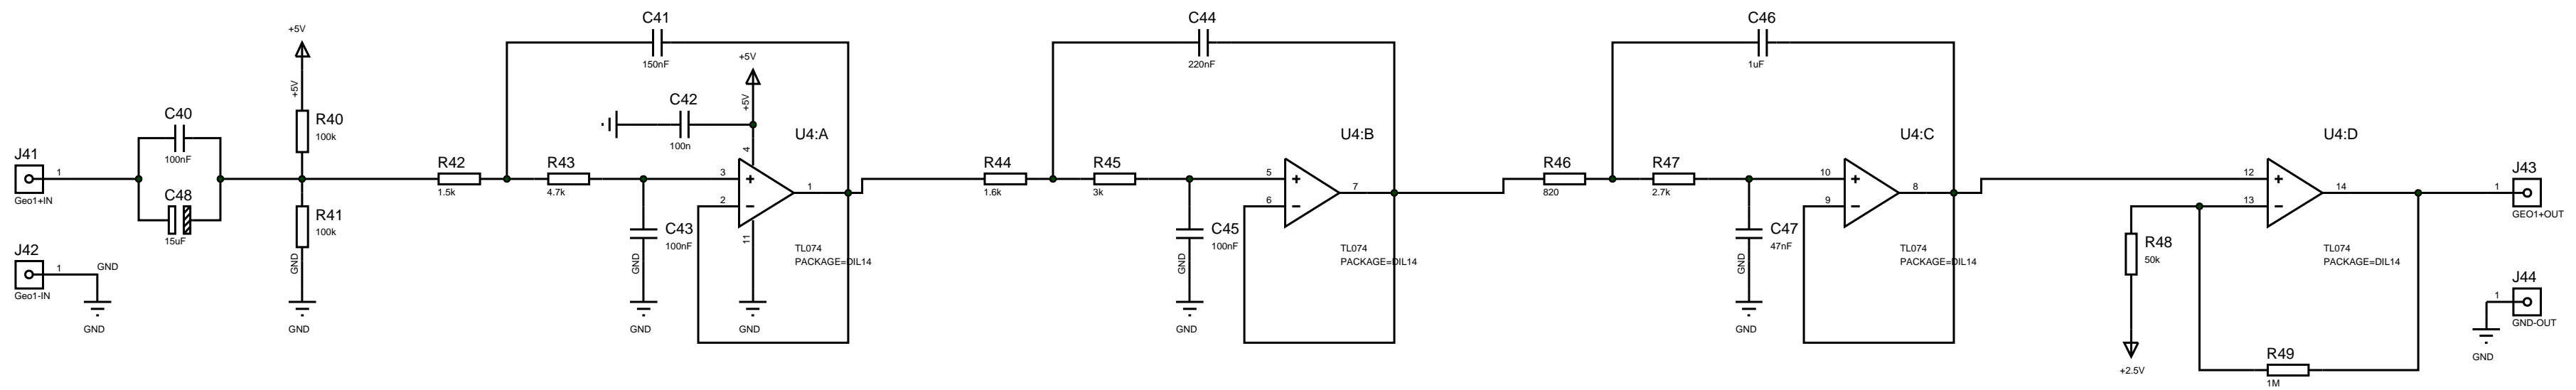 J41
1
Geo1+IN
J42
1
GND
Geo1-IN
GND
C40
100nF
C48
15uF
+5V
+5V
R40
100k
R41
100k
GND
GND
R42
1.5k
C41
150nF
R43
4.7k
C42
100n
+5V
+5V
C43
100nF
GND
GND
U4:A
3
2
1
4
11
TL074
PACKAGE=DIL14
GND
R44
1.6k
C44
220nF
R45
3k
C45
100nF
GND
GND
U4:B
5
6
7
TL074
PACKAGE=DIL14
R46
820
C46
1uF
R47
2.7k
C47
47nF
GND
GND
U4:C
10
9
8
TL074
PACKAGE=DIL14
U4:D
12
13
14
TL074
PACKAGE=DIL14
R48
50k
+2.5V
R49
1M
J43
1
GEO1+OUT
J44
1
GND-OUT
GND